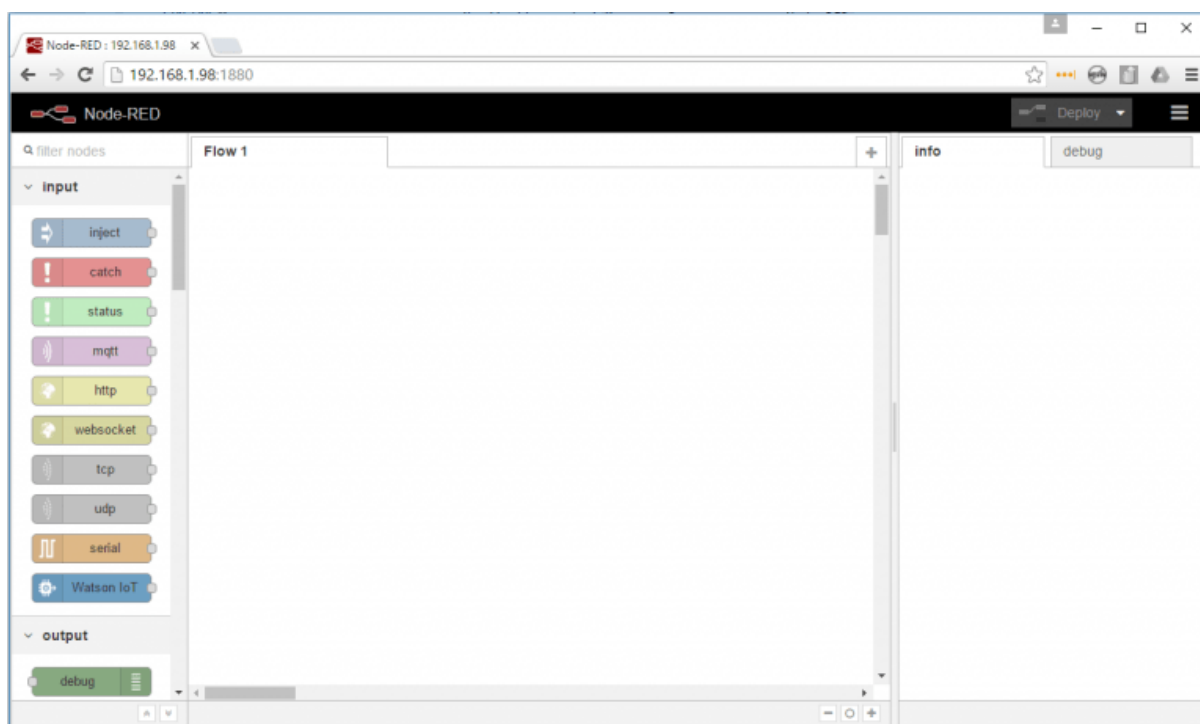 Node-RED : 192.168.1.98
192.168.1.98:1880
Node-RED
Deploy
filter nodes
Flow 1
info
debug
input
inject
catch
status
mqtt
http
websocket
tcp
udp
serial
Watson IoT
output
debug